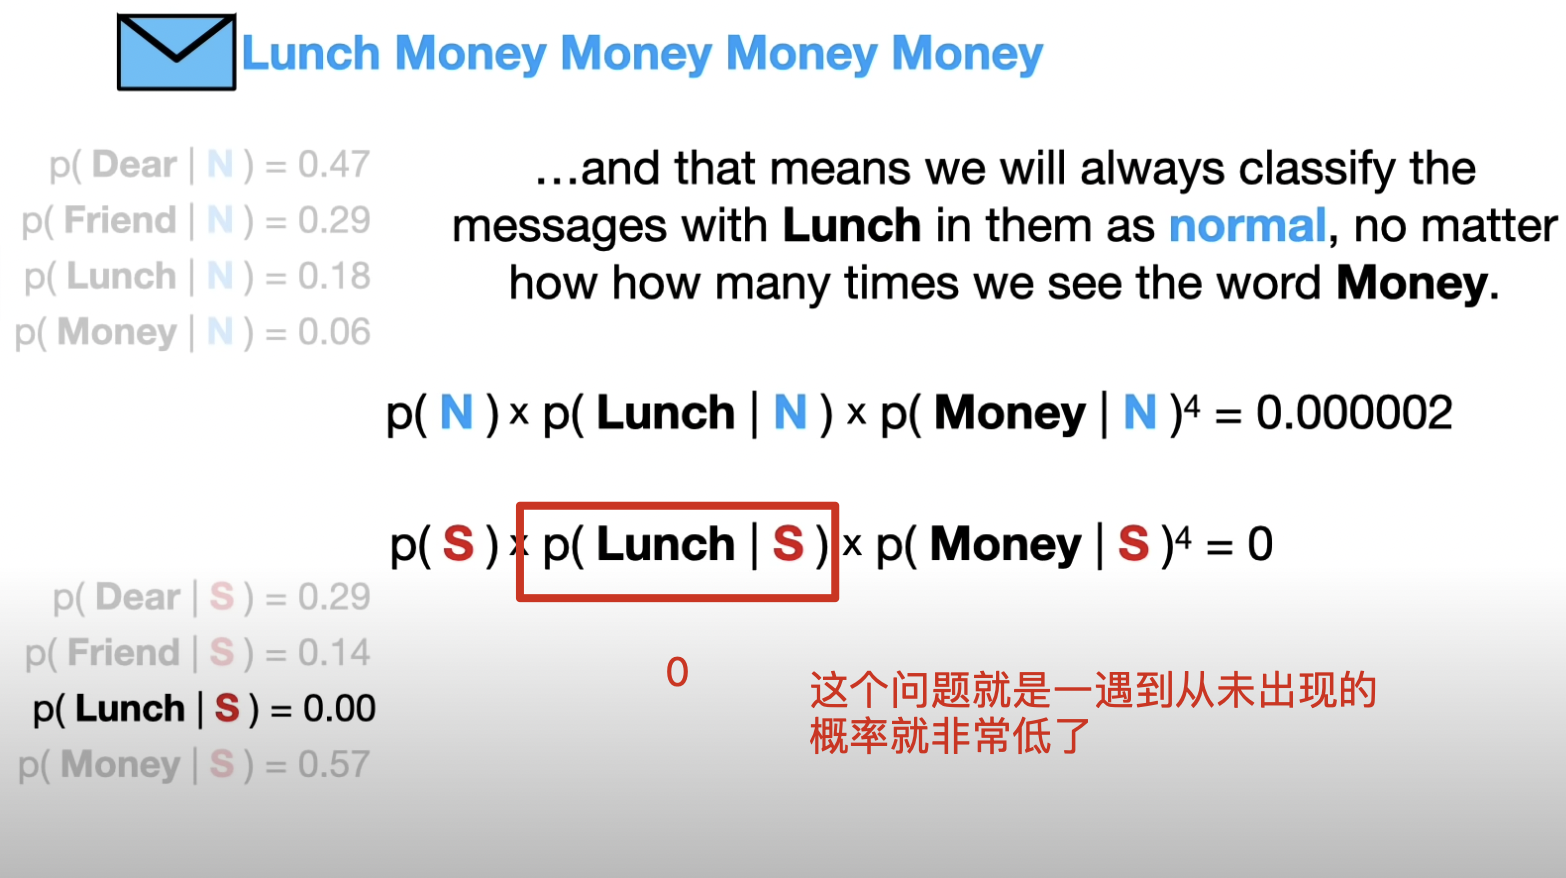 Lunch Money Money Money Money
p( Dear | N ) = 0.47
p( Friend | N ) = 0.29
p( Lunch | N ) = 0.18
p( Money | N ) = 0.06
…and that means we will always classify the
messages with Lunch in them as normal, no matter
how how many times we see the word Money.
p( N ) x p( Lunch | N ) x p( Money | N )⁴ = 0.000002
p( S ) x p( Lunch | S ) x p( Money | S )⁴ = 0
p( Dear | S ) = 0.29
p( Friend | S ) = 0.14
p( Lunch | S ) = 0.00
p( Money | S ) = 0.57
0
这个问题就是一遇到从未出现的
概率就非常低了